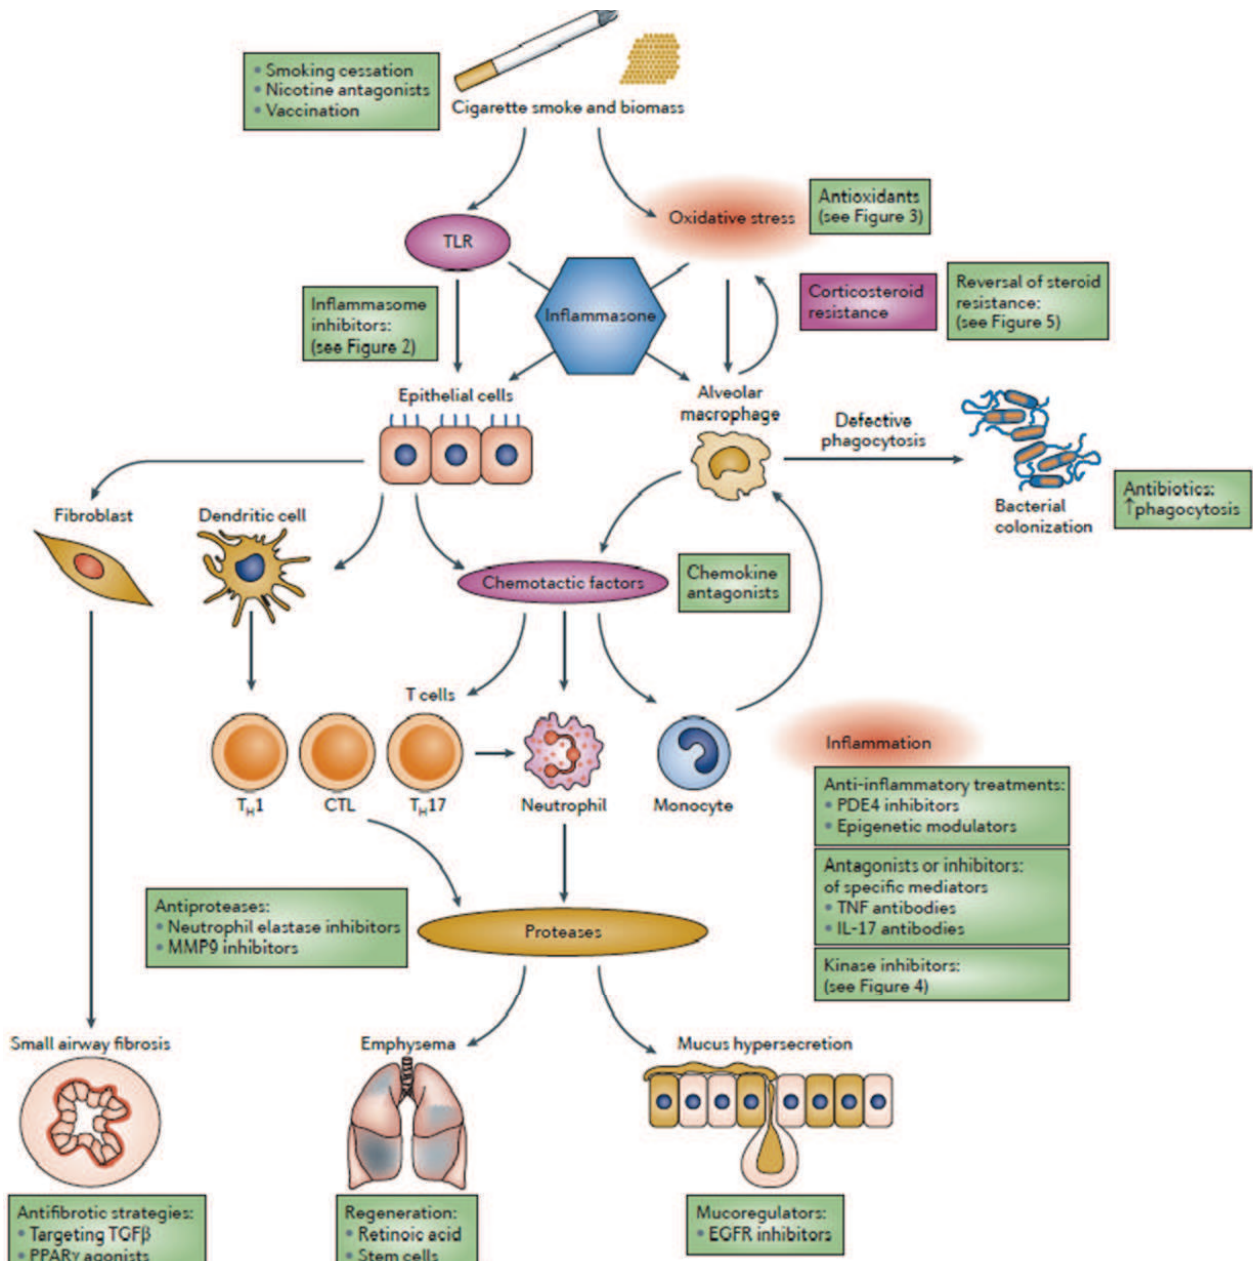 • Smoking cessation
• Nicotine antagonists
• Vaccination
Cigarette smoke and biomass
TLR
Oxidative stress
Antioxidants
(see Figure 3)
Inflammasome
inhibitors:
(see Figure 2)
Inflammasone
Corticosteroid
resistance
Reversal of steroid
resistance:
(see Figure 5)
Epithelial cells
Alveolar
macrophage
Defective
phagocytosis
Bacterial
colonization
Antibiotics:
↑phagocytosis
Fibroblast
Dendritic cell
Chemotactic factors
Chemokine
antagonists
T cells
TH1
CTL
TH17
Neutrophil
Monocyte
Inflammation
Anti-inflammatory treatments:
• PDE4 inhibitors
• Epigenetic modulators
Antagonists or inhibitors:
of specific mediators
• TNF antibodies
• IL-17 antibodies
Kinase inhibitors:
(see Figure 4)
Antiproteases:
• Neutrophil elastase inhibitors
• MMP9 inhibitors
Proteases
Small airway fibrosis
Emphysema
Mucus hypersecretion
Antifibrotic strategies:
• Targeting TGFβ
• PPARγ agonists
Regeneration:
• Retinoic acid
• Stem cells
Mucoregulators:
• EGFR inhibitors